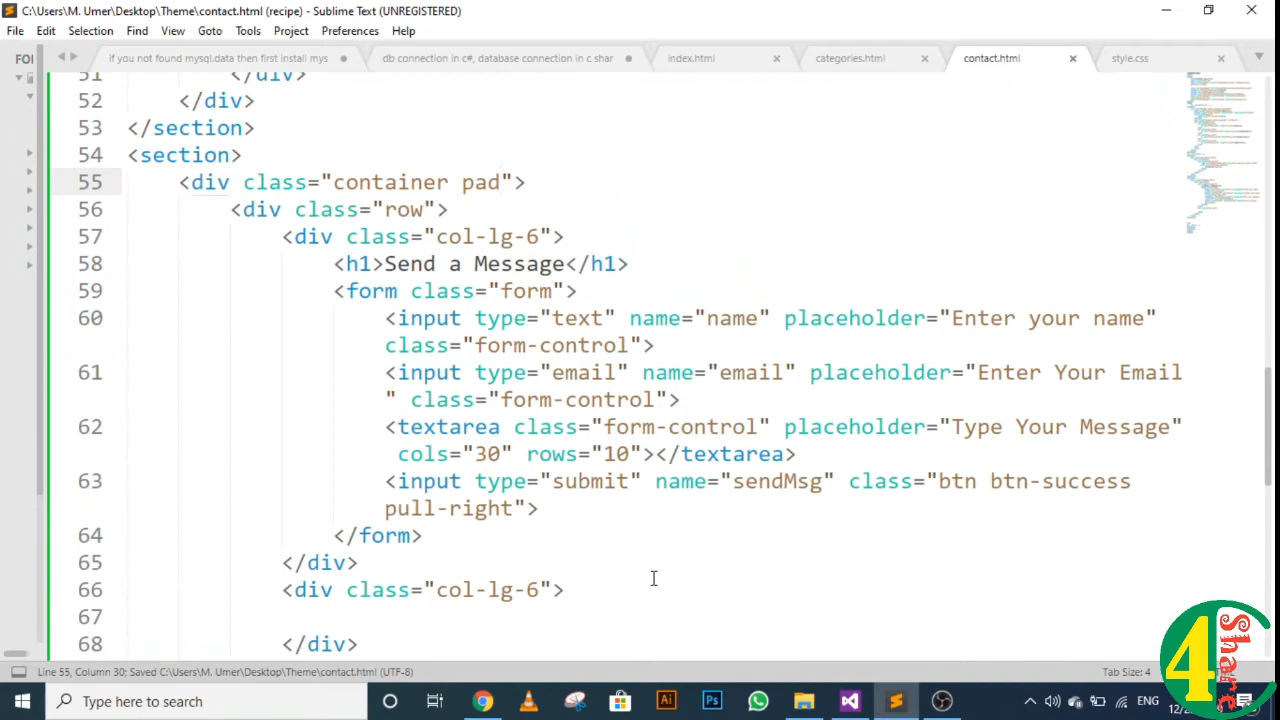 C:\Users\M. Umer\Desktop\Theme\contact.html (recipe) - Sublime Text (UNREGISTERED)
File Edit Selection Find View Goto Tools Project Preferences Help
FOI
if you not found mysql.data then first install mys
db connection in c#, database connection in c shar
index.html
categories.html
contact.html
style.css
51 </div>
52 </div>
53 </section>
54 <section>
55 <div class="container pad">
56 <div class="row">
57 <div class="col-lg-6">
58 <h1>Send a Message</h1>
59 <form class="form">
60 <input type="text" name="name" placeholder="Enter your name"
class="form-control">
61 <input type="email" name="email" placeholder="Enter Your Email
" class="form-control">
62 <textarea class="form-control" placeholder="Type Your Message"
cols="30" rows="10"></textarea>
63 <input type="submit" name="sendMsg" class="btn btn-success
pull-right">
64 </form>
65 </div>
66 <div class="col-lg-6">
67
68 </div>
4 Share
Line 55, Column 30; Saved C:\Users\M. Umer\Desktop\Theme\contact.html (UTF-8)
Tab Size: 4
Type here to search
Ai
Ps
ENG